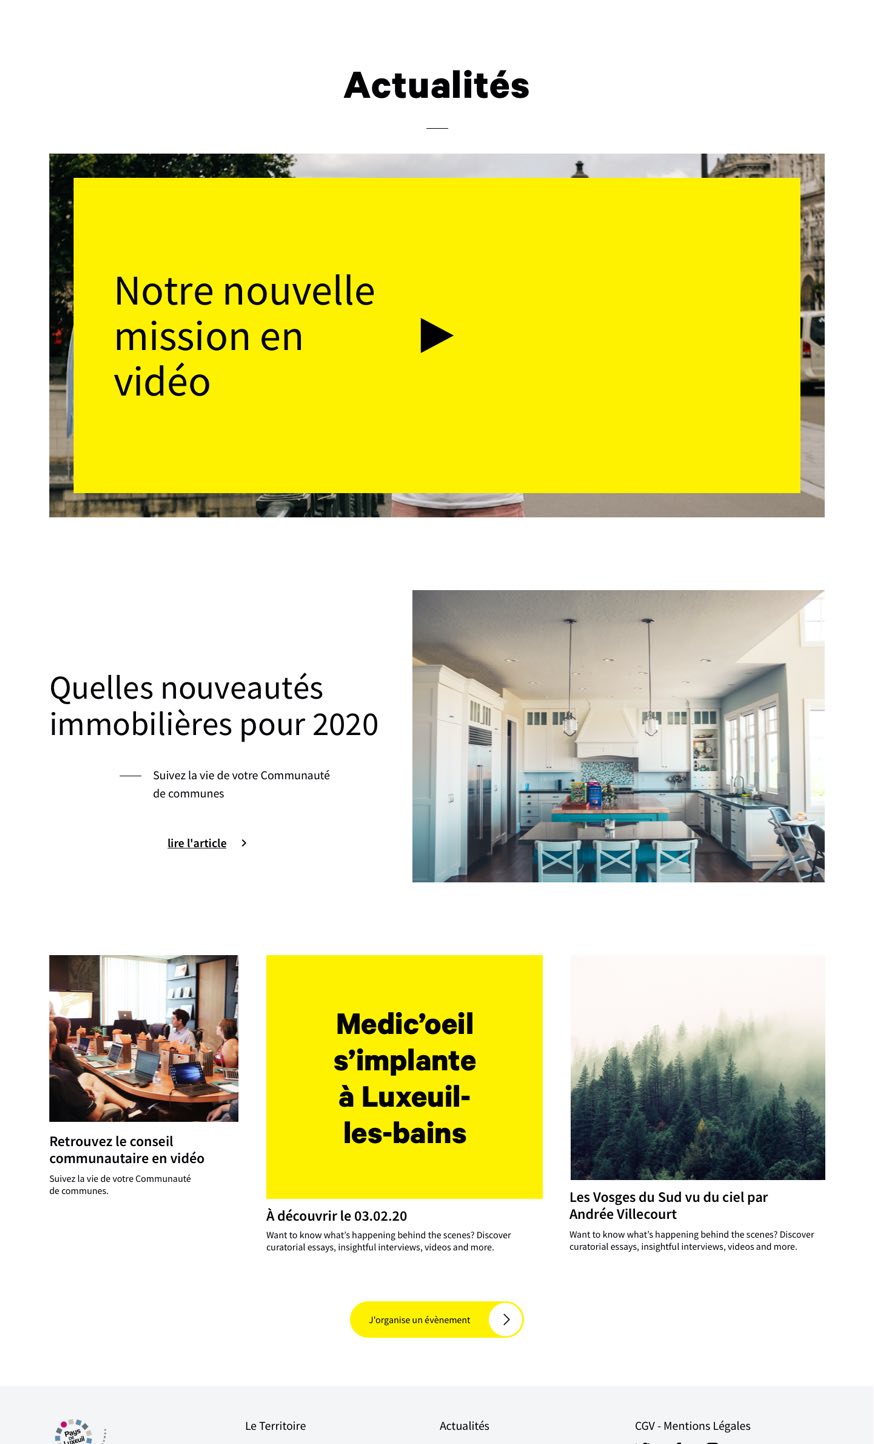 Actualités
Notre nouvelle
mission en
vidéo
Quelles nouveautés
immobilières pour 2020
Suivez la vie de votre Communauté
de communes
lire l'article
Retrouvez le conseil
communautaire en vidéo
Suivez la vie de votre Communauté
de communes.
Medic’oeil
s’implante
à Luxeuil-
les-bains
À découvrir le 03.02.20
Want to know what’s happening behind the scenes? Discover
curatorial essays, insightful interviews, videos and more.
Les Vosges du Sud vu du ciel par
Andrée Villecourt
Want to know what’s happening behind the scenes? Discover
curatorial essays, insightful interviews, videos and more.
J'organise un évènement
Pays
de
Luxeuil
Le Territoire
Actualités
CGV - Mentions Légales